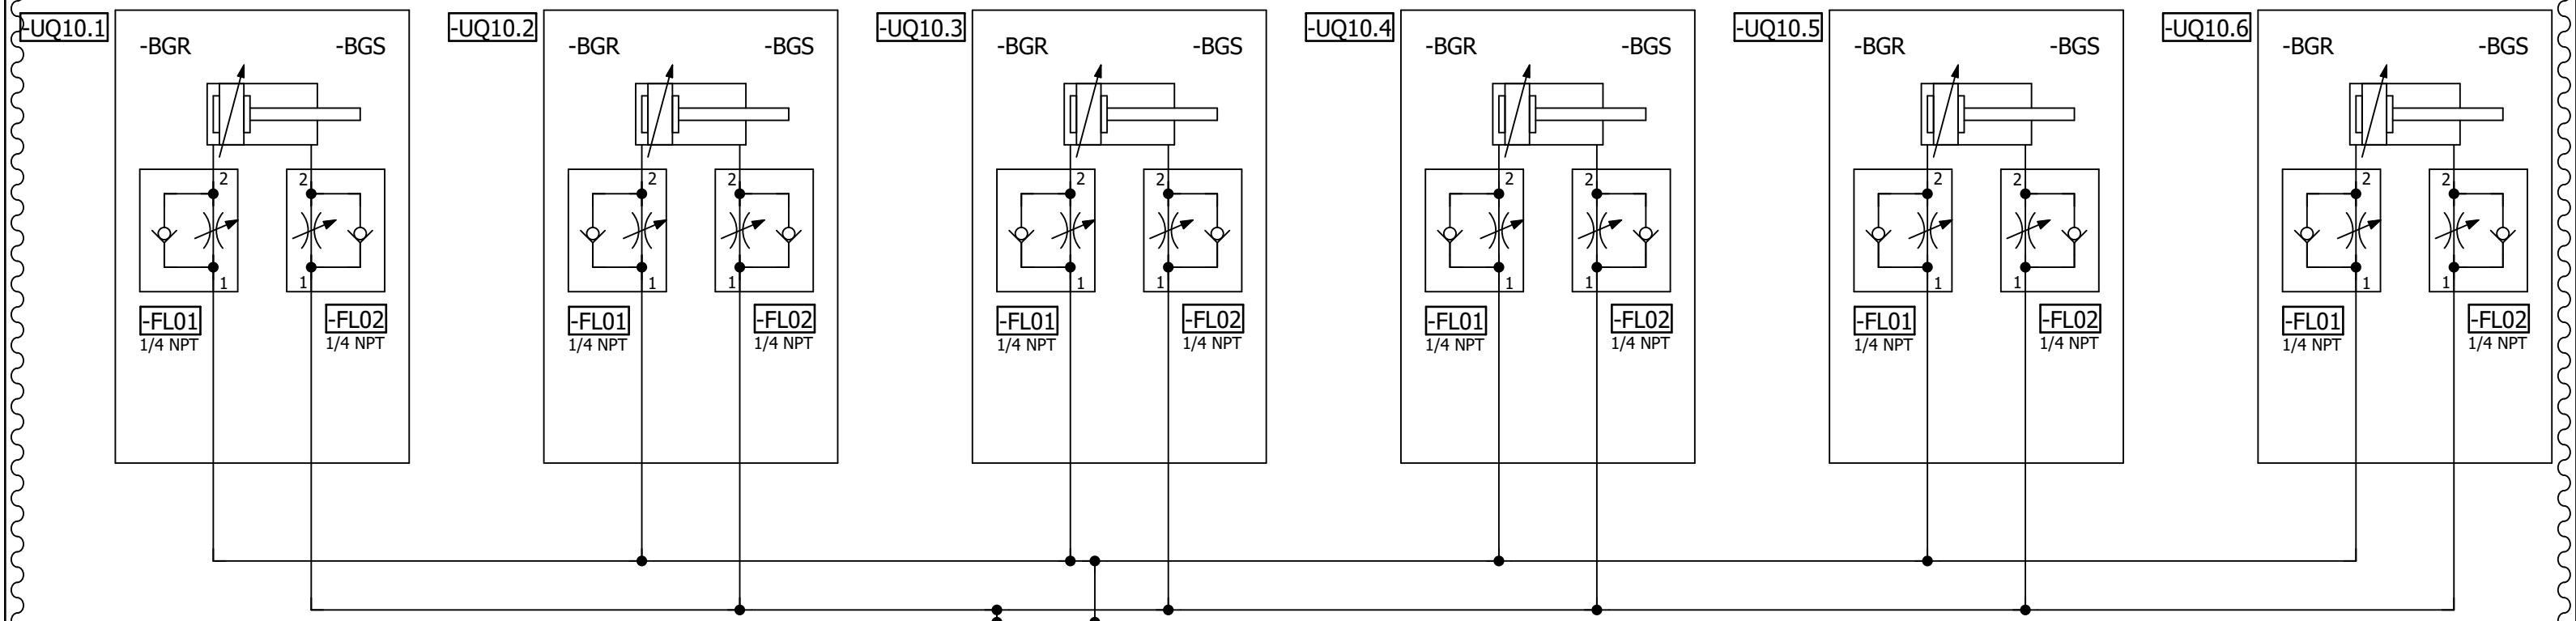 -UQ10.1 -BGR -BGS
2 2
1 1
-FL01 -FL02
1/4 NPT 1/4 NPT
-UQ10.2 -BGR -BGS
2 2
1 1
-FL01 -FL02
1/4 NPT 1/4 NPT
-UQ10.3 -BGR -BGS
2 2
1 1
-FL01 -FL02
1/4 NPT 1/4 NPT
-UQ10.4 -BGR -BGS
2 2
1 1
-FL01 -FL02
1/4 NPT 1/4 NPT
-UQ10.5 -BGR -BGS
2 2
1 1
-FL01 -FL02
1/4 NPT 1/4 NPT
-UQ10.6 -BGR -BGS
2 2
1 1
-FL01 -FL02
1/4 NPT 1/4 NPT